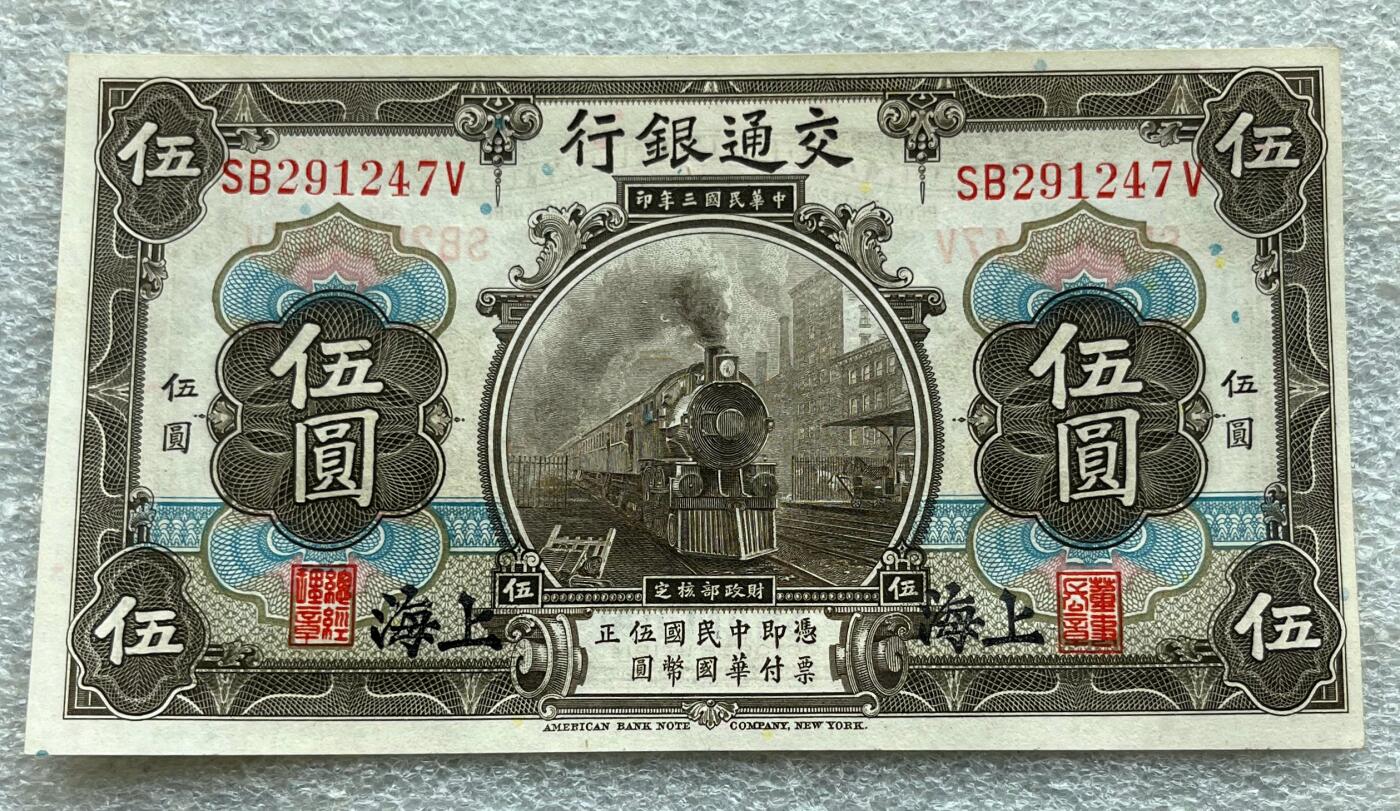 伍
伍
交通銀行
SB291247V
SB291247V
中華民國三年印
伍圓
伍圓
伍圓
伍圓
財政部核定
伍
伍
上海
上海
總經理章
董事長章
伍
伍
憑票即付中華民國國幣伍圓正
AMERICAN BANK NOTE COMPANY, NEW YORK.